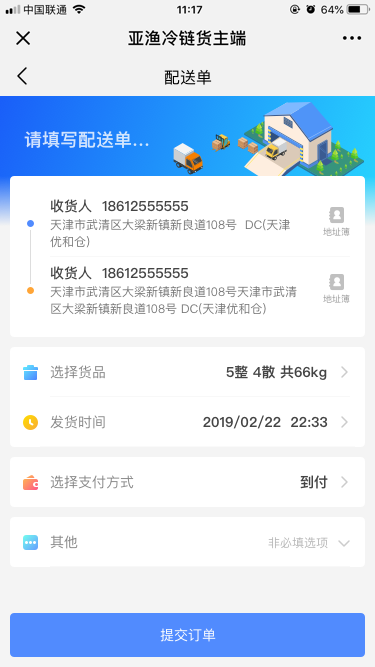 中国联通 11:17 64%
亚渔冷链货主端
配送单
请填写配送单...
收货人 18612555555
天津市武清区大梁新镇新良道108号 DC(天津
优和仓)
地址簿
收货人 18612555555
天津市武清区大梁新镇新良道108号天津市武清
区大梁新镇新良道108号 DC(天津优和仓)
地址簿
选择货品 5整 4散 共66kg
发货时间 2019/02/22 22:33
选择支付方式 到付
其他 非必填选项
提交订单